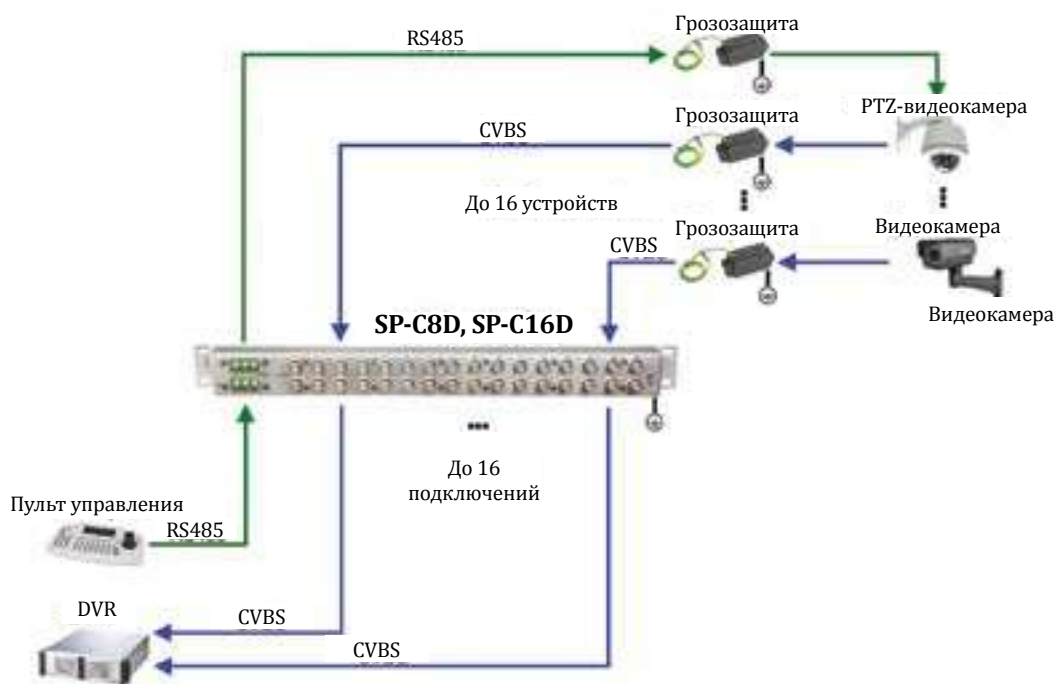 Грозозащита
RS485
Грозозащита
PTZ-видеокамера
CVBS
До 16 устройств
Грозозащита
Видеокамера
CVBS
Видеокамера
SP-C8D, SP-C16D
До 16
подключений
Пульт управления
RS485
DVR
CVBS
CVBS